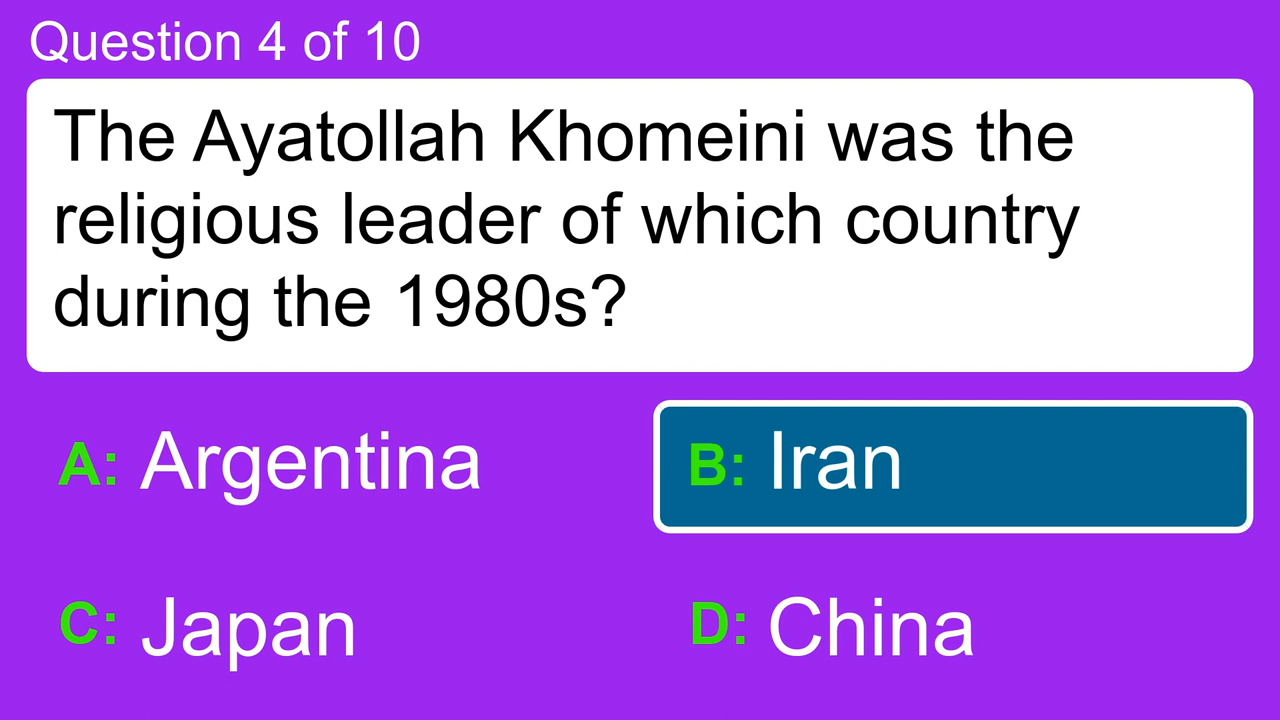 Question 4 of 10
The Ayatollah Khomeini was the
religious leader of which country
during the 1980s?
A: Argentina
B: Iran
C: Japan
D: China